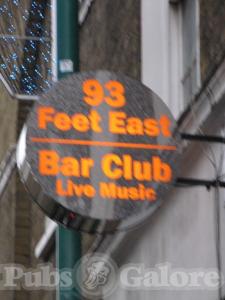 93
Feet East
Bar Club
Live Music
Pubs Galore